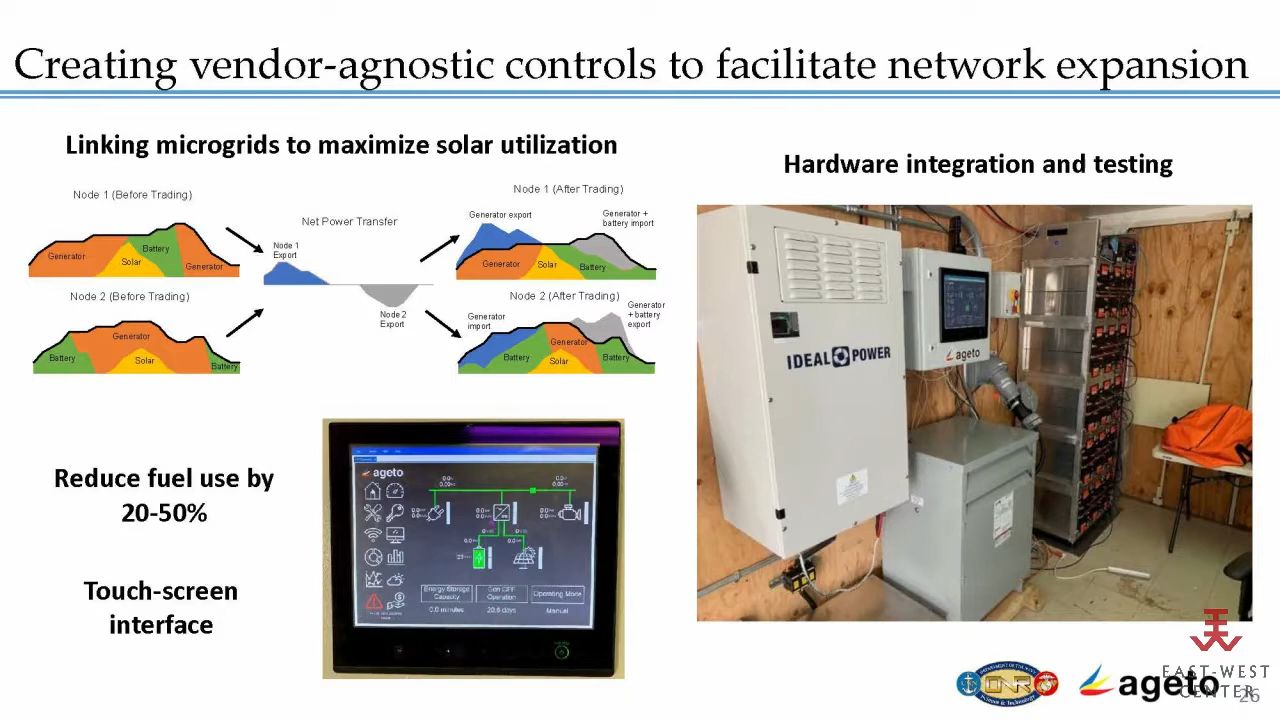 Creating vendor-agnostic controls to facilitate network expansion
Linking microgrids to maximize solar utilization
Node 1 (Before Trading)
Generator
Solar
Battery
Generator
Node 2 (Before Trading)
Battery
Generator
Solar
Battery
Net Power Transfer
Node 1
Export
Node 2
Export
Node 1 (After Trading)
Generator export
Generator +
battery import
Generator
Solar
Battery
Node 2 (After Trading)
Generator
import
Generator
+ battery
export
Battery
Generator
Solar
Battery
Reduce fuel use by
20-50%
Touch-screen
interface
ageto
Energy Storage
Capacity
0.0 minutes
Gen OFF
Operation
20.6 days
Operating Mode
Manual
Hardware integration and testing
IDEAL POWER
ageto
ONR
ageto
EAST-WEST
CENTER
26